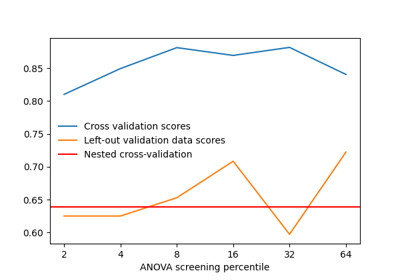 0.85
0.80
0.75
0.70
0.65
0.60
Cross validation scores
Left-out validation data scores
Nested cross-validation
2 4 8 16 32 64
ANOVA screening percentile